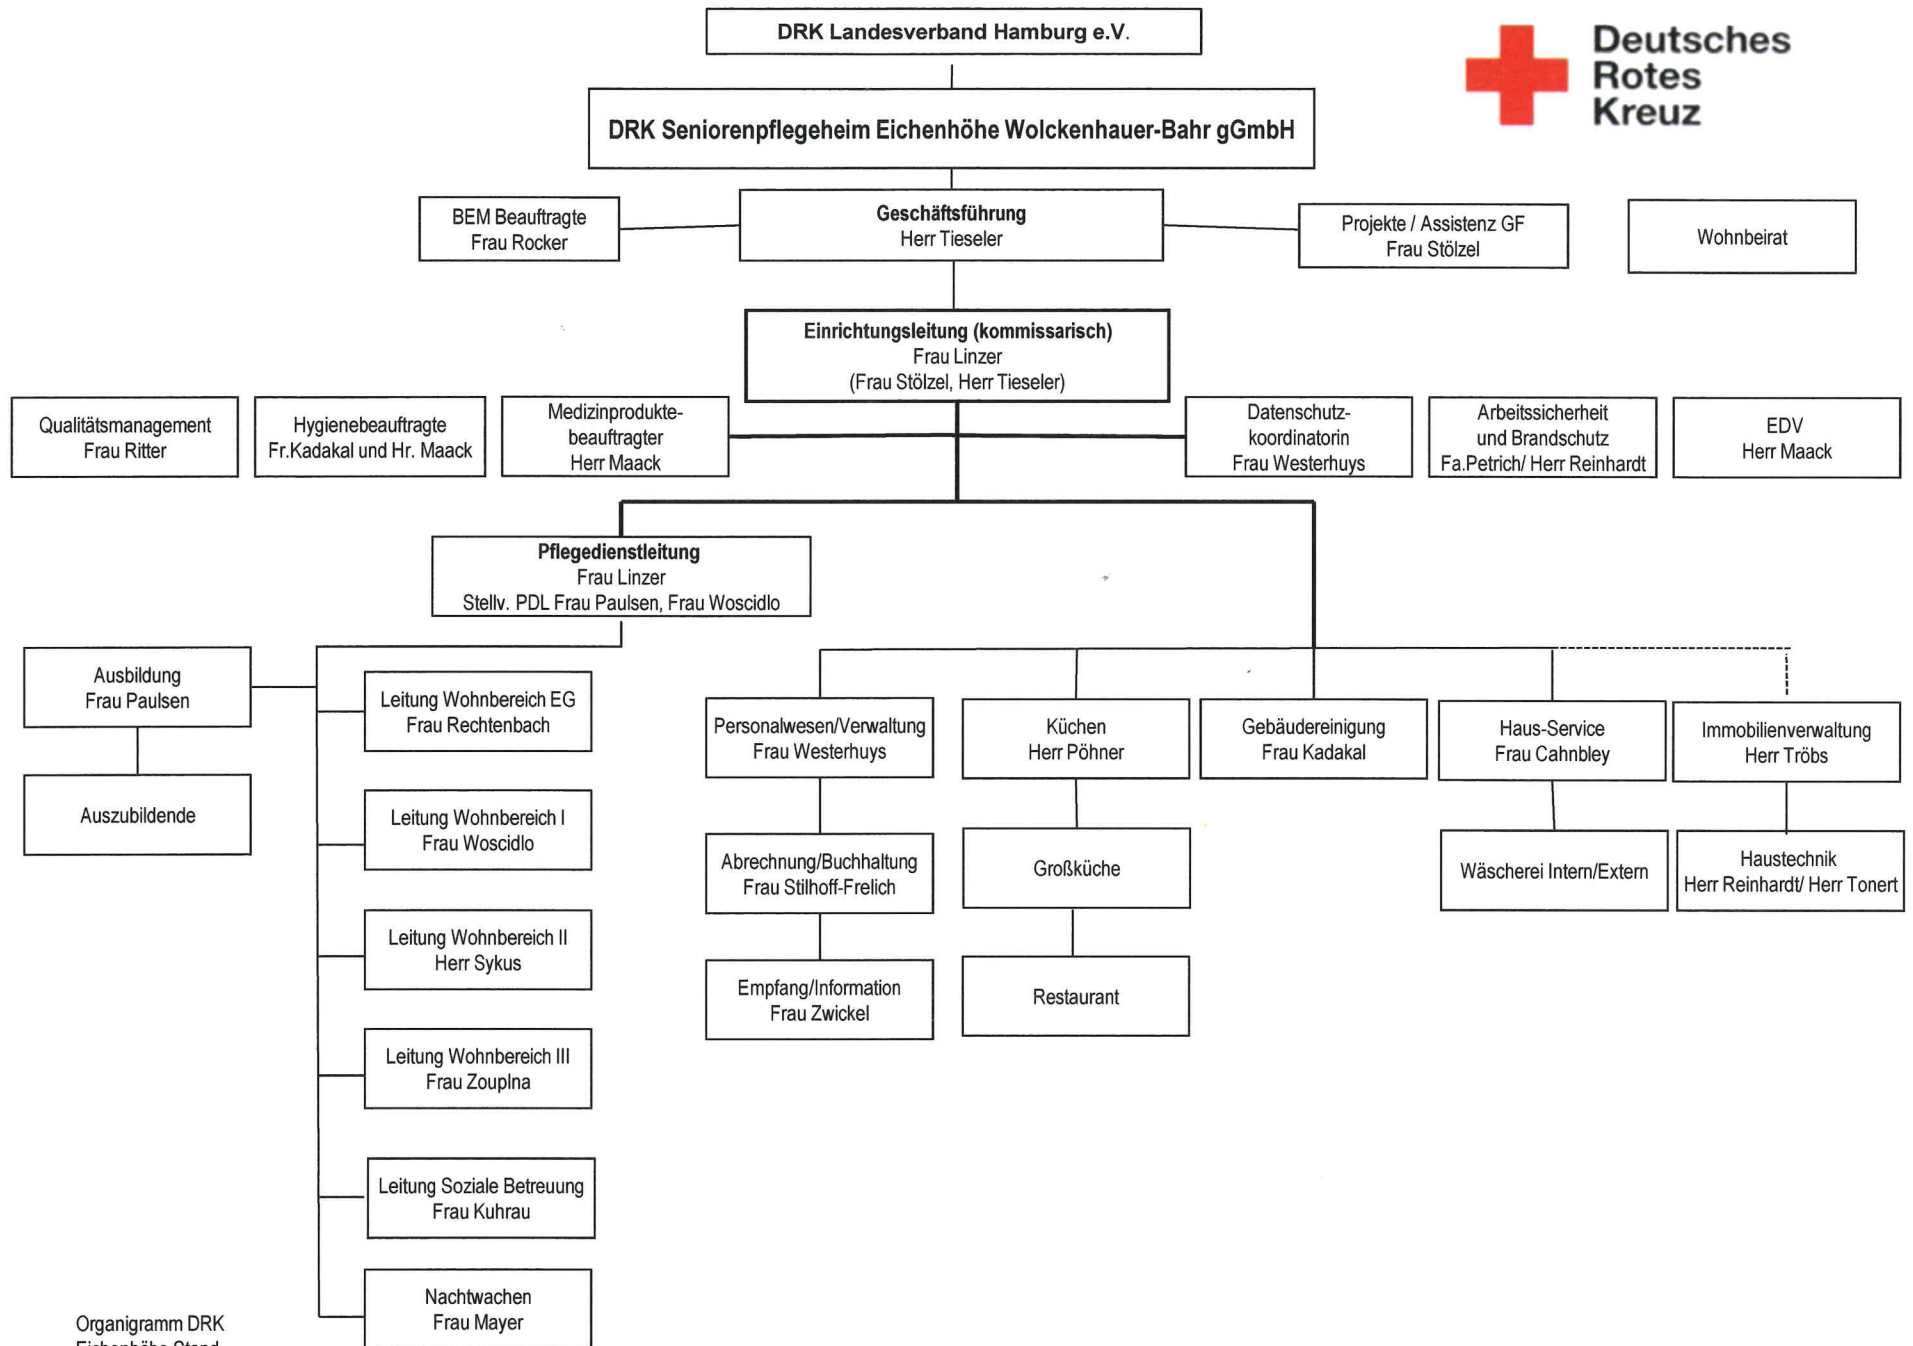 DRK Landesverband Hamburg e.V.
Deutsches
Rotes
Kreuz
DRK Seniorenpflegeheim Eichenhöhe Wolckenhauer-Bahr gGmbH
BEM Beauftragte
Frau Rocker
Geschäftsführung
Herr Tieseler
Projekte / Assistenz GF
Frau Stölzel
Wohnbeirat
Einrichtungsleitung (kommissarisch)
Frau Linzer
(Frau Stölzel, Herr Tieseler)
Qualitätsmanagement
Frau Ritter
Hygienebeauftragte
Fr.Kadakal und Hr. Maack
Medizinprodukte-
beauftragter
Herr Maack
Datenschutz-
koordinatorin
Frau Westerhuys
Arbeitssicherheit
und Brandschutz
Fa.Petrich/ Herr Reinhardt
EDV
Herr Maack
Pflegedienstleitung
Frau Linzer
Stellv. PDL Frau Paulsen, Frau Woscidlo
Ausbildung
Frau Paulsen
Auszubildende
Leitung Wohnbereich EG
Frau Rechtenbach
Leitung Wohnbereich I
Frau Woscidlo
Leitung Wohnbereich II
Herr Sykus
Leitung Wohnbereich III
Frau Zouplna
Leitung Soziale Betreuung
Frau Kuhrau
Nachtwachen
Frau Mayer
Personalwesen/Verwaltung
Frau Westerhuys
Abrechnung/Buchhaltung
Frau Stilhoff-Frelich
Empfang/Information
Frau Zwickel
Küchen
Herr Pöhner
Großküche
Restaurant
Gebäudereinigung
Frau Kadakal
Haus-Service
Frau Cahnbley
Wäscherei Intern/Extern
Immobilienverwaltung
Herr Tröbs
Haustechnik
Herr Reinhardt/ Herr Tonert
Organigramm DRK
Eichenhöhe Stand